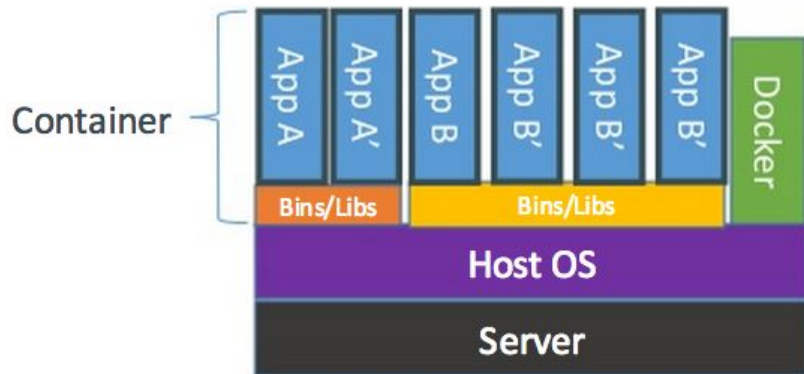 Container
App A
App A’
App B
App B’
App B’
App B’
Docker
Bins/Libs
Bins/Libs
Host OS
Server